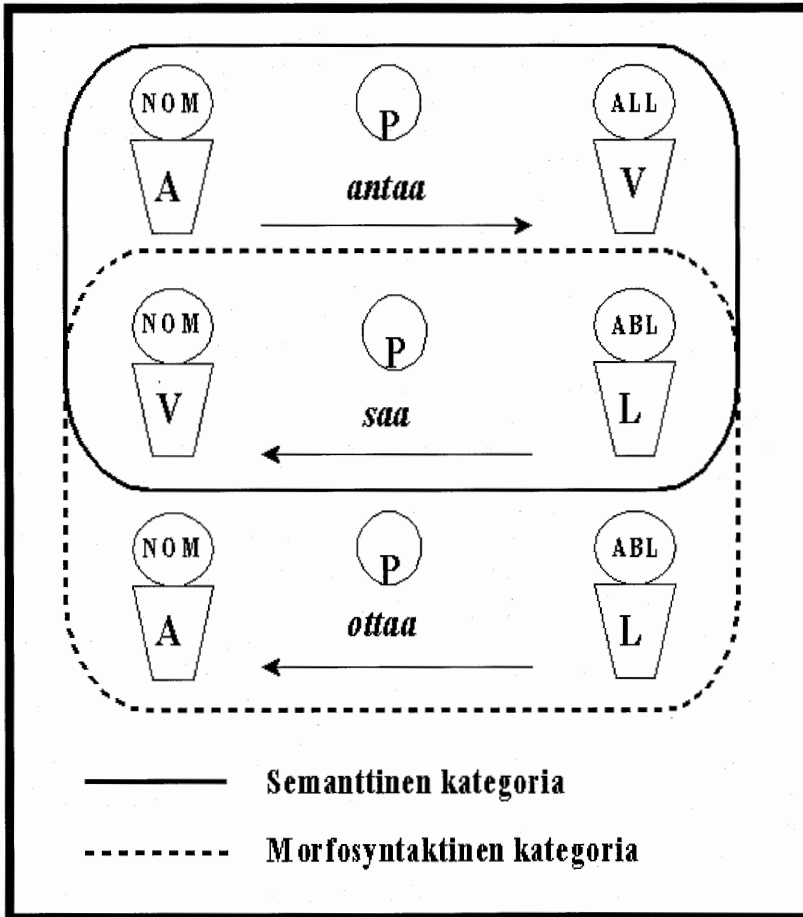 NOM P ALL
A antaa V
NOM P ABL
V saa L
NOM P ABL
A ottaa L
Semanttinen kategoria
Morfosyntaktinen kategoria